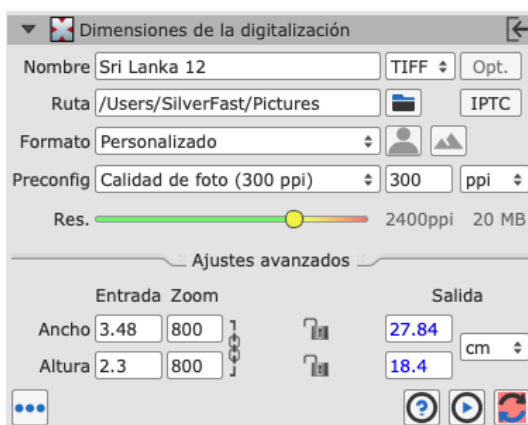 Dimensiones de la digitalización
Nombre Sri Lanka 12 TIFF Opt.
Ruta /Users/SilverFast/Pictures IPTC
Formato Personalizado
Preconfig Calidad de foto (300 ppi) 300 ppi
Res. 2400ppi 20 MB
Ajustes avanzados
Entrada Zoom Salida
Ancho 3.48 800 27.84
cm
Altura 2.3 800 18.4